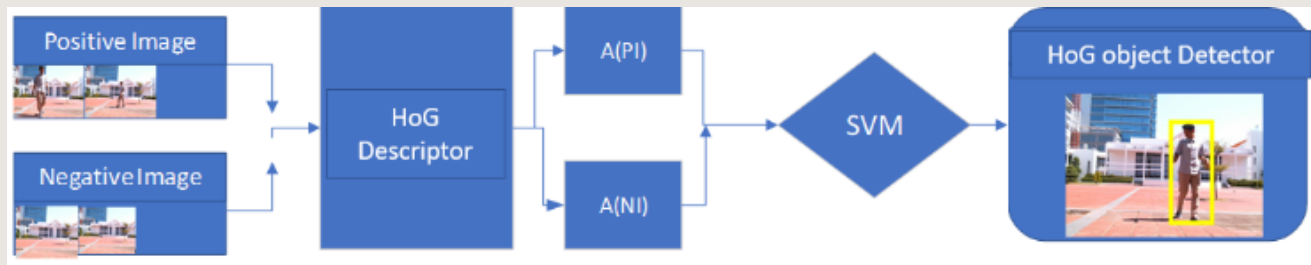 Positive Image
Negative Image
HoG
Descriptor
A(PI)
A(NI)
SVM
HoG object Detector